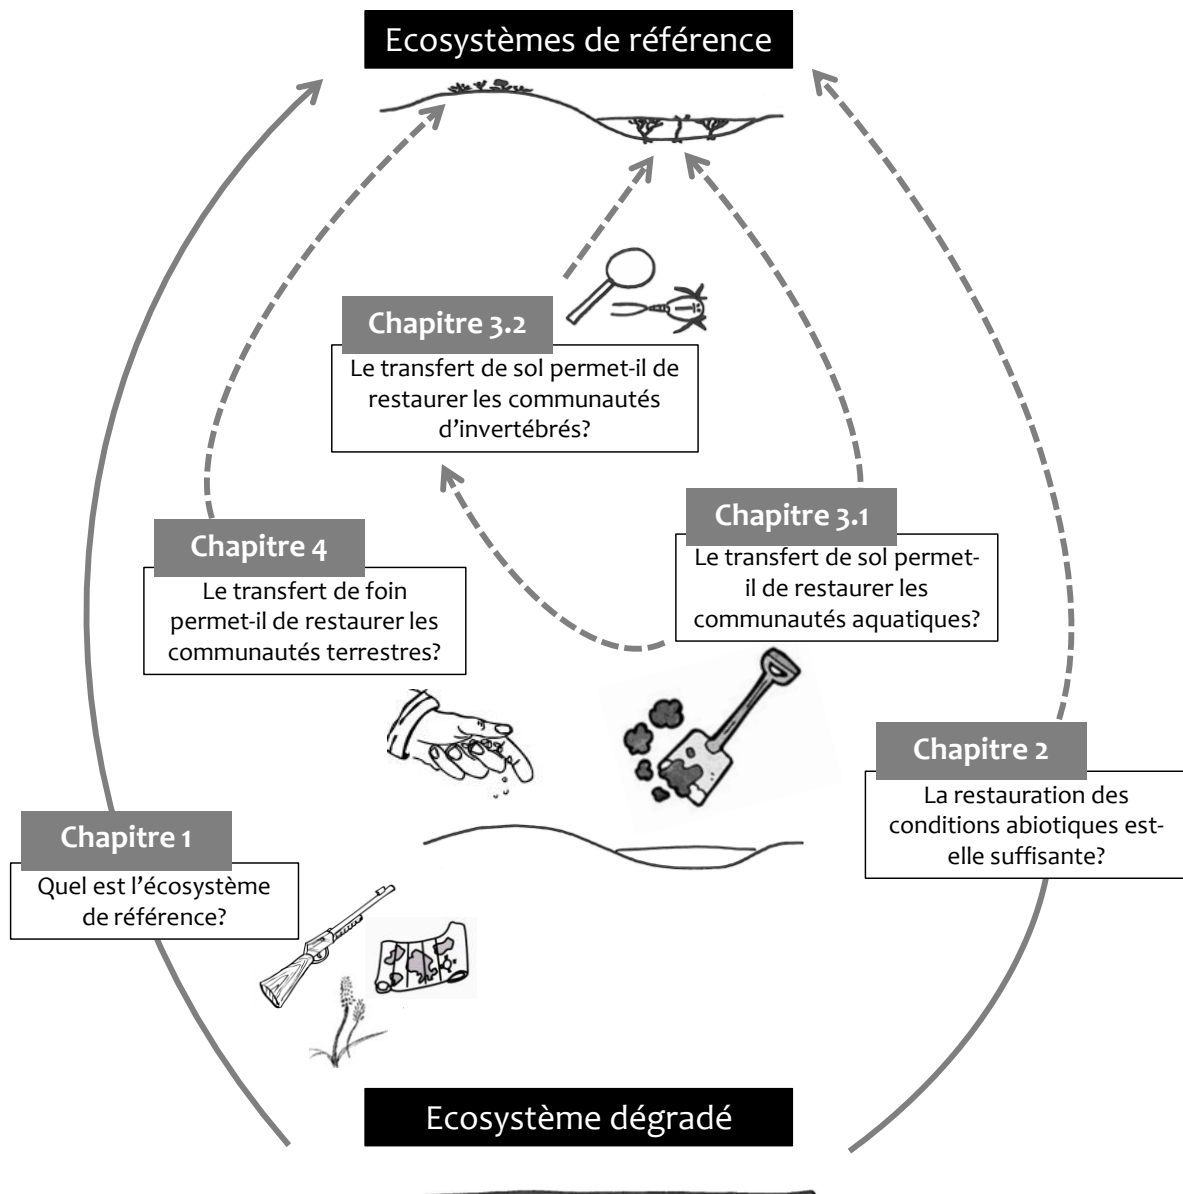 Ecosystèmes de référence
Chapitre 3.2
Le transfert de sol permet-il de
restaurer les communautés
d’invertébrés?
Chapitre 3.1
Le transfert de sol permet-
il de restaurer les
communautés aquatiques?
Chapitre 4
Le transfert de foin
permet-il de restaurer les
communautés terrestres?
Chapitre 2
La restauration des
conditions abiotiques est-
elle suffisante?
Chapitre 1
Quel est l’écosystème
de référence?
Ecosystème dégradé